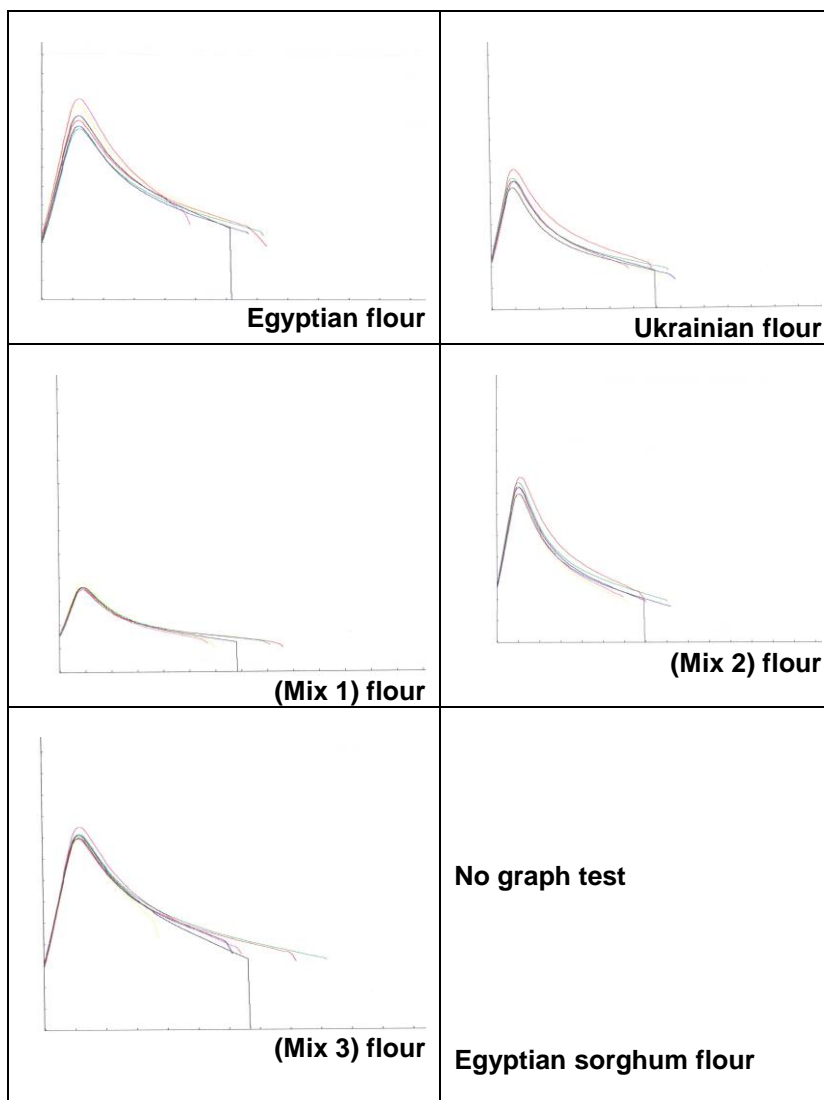 Egyptian flour
Ukrainian flour
(Mix 1) flour
(Mix 2) flour
(Mix 3) flour
No graph test
Egyptian sorghum flour